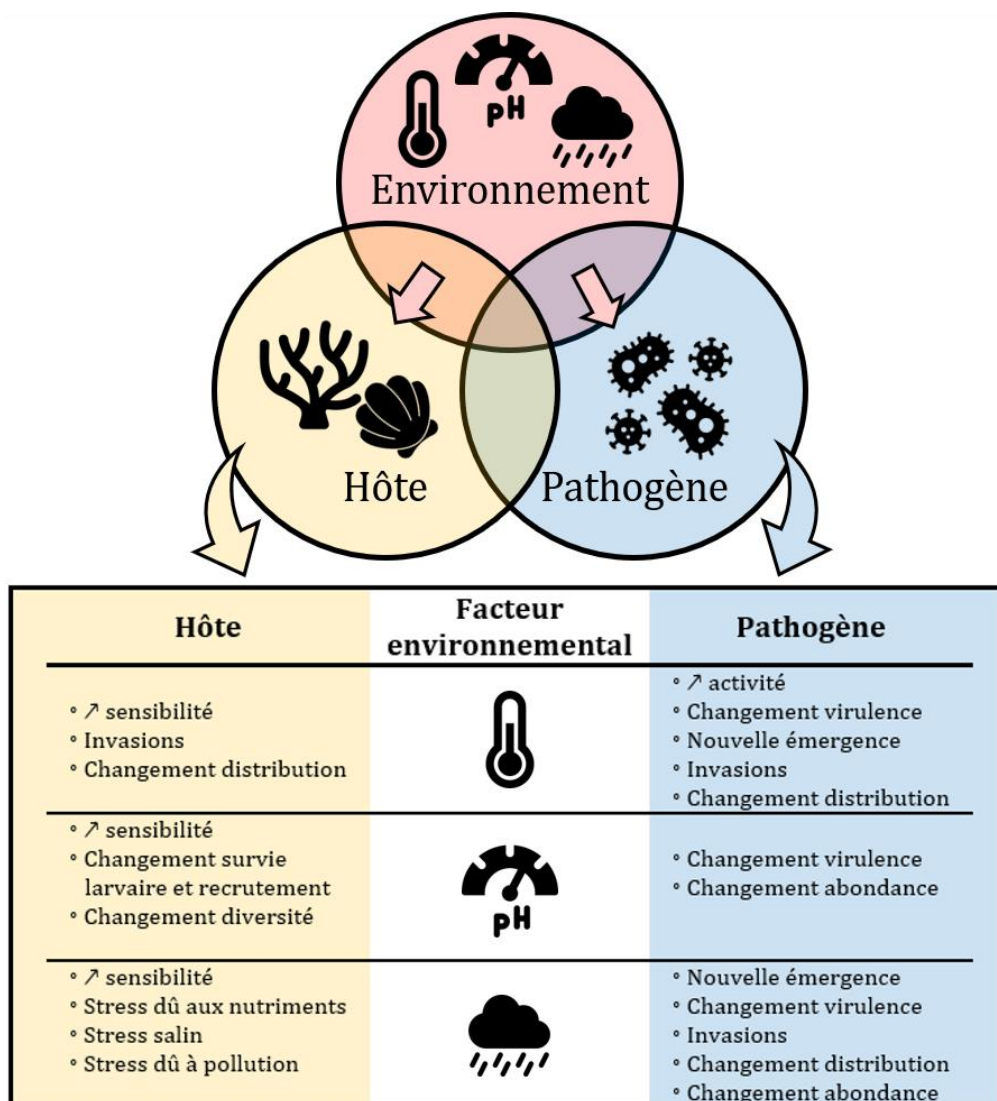 pH
Environnement
Hôte
Pathogène
Hôte
Facteur
environnemental
Pathogène
° ↗ sensibilité
° Invasions
° Changement distribution
° ↗ activité
° Changement virulence
° Nouvelle émergence
° Invasions
° Changement distribution
° ↗ sensibilité
° Changement survie
larvaire et recrutement
° Changement diversité
pH
° Changement virulence
° Changement abondance
° ↗ sensibilité
° Stress dû aux nutriments
° Stress salin
° Stress dû à pollution
° Nouvelle émergence
° Changement virulence
° Invasions
° Changement distribution
° Changement abondance